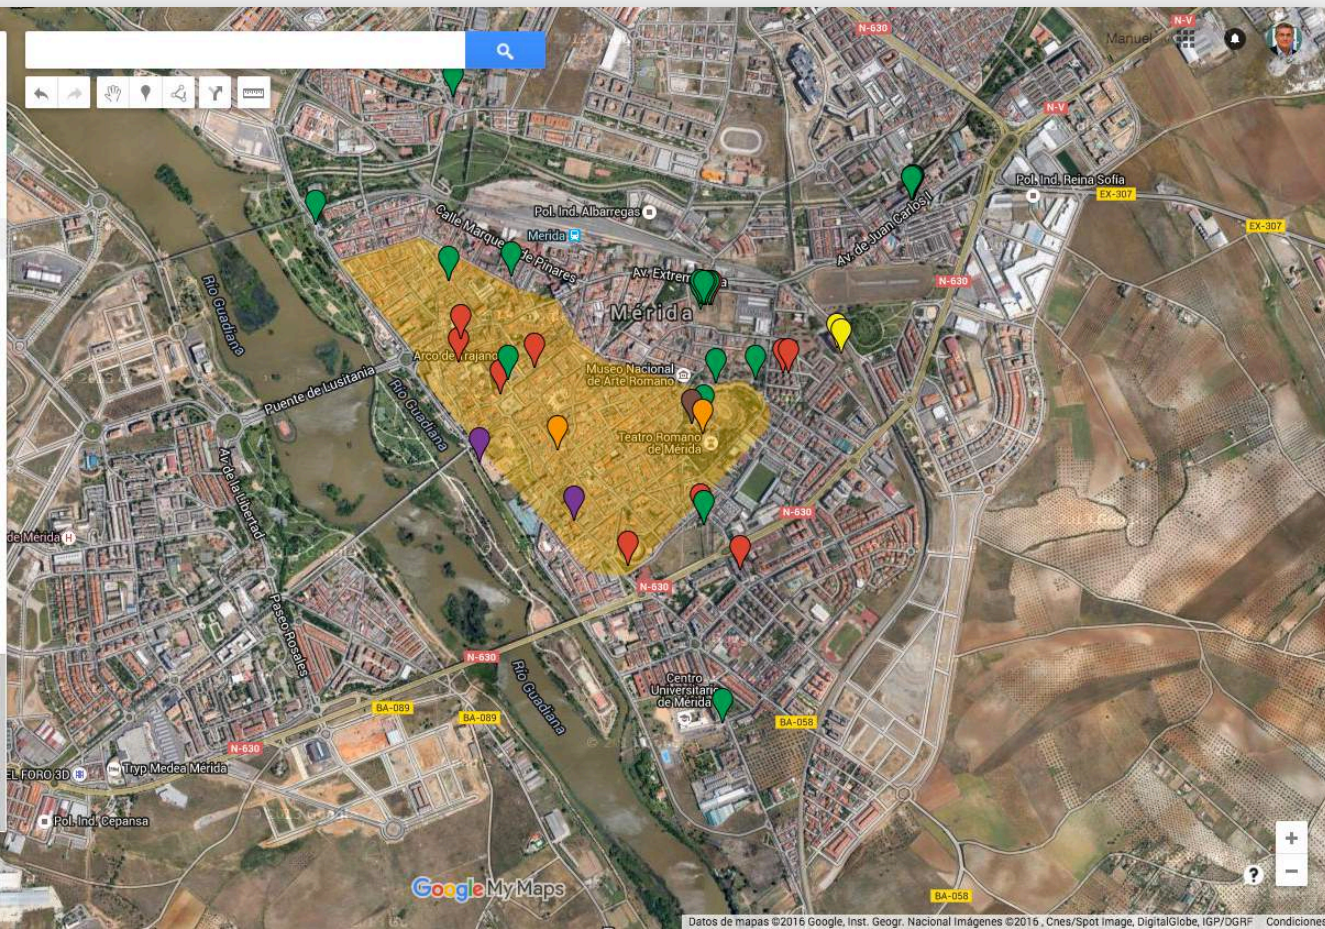 N-630
N-V
Manuel
N-V
Pol. Ind. Reina Sofía
EX-307
EX-307
Pol. Ind. Albarregas
Calle Marque
de Pinares
Merida
Av. de Juan Carlos I
Av. Extrem
a
N-630
Río Guadiana
Mérida
Arco de Trajano
Museo Nacional
de Arte Romano
Puente de Lusitania
Río Guadiana
Teatro Romano
de Mérida
Av. de la Libertad
N-630
de Mérida
N-630
Paseo Rosales
N-630
Río Guadiana
Centro
Universitario
de Mérida
BA-089
BA-089
BA-058
N-630
EL FORO 3D
Tryp Medea Mérida
Pol. Ind. Cepansa
Google My Maps
BA-058
Datos de mapas ©2016 Google, Inst. Geogr. Nacional Imágenes ©2016 , Cnes/Spot Image, DigitalGlobe, IGP/DGRF Condiciones